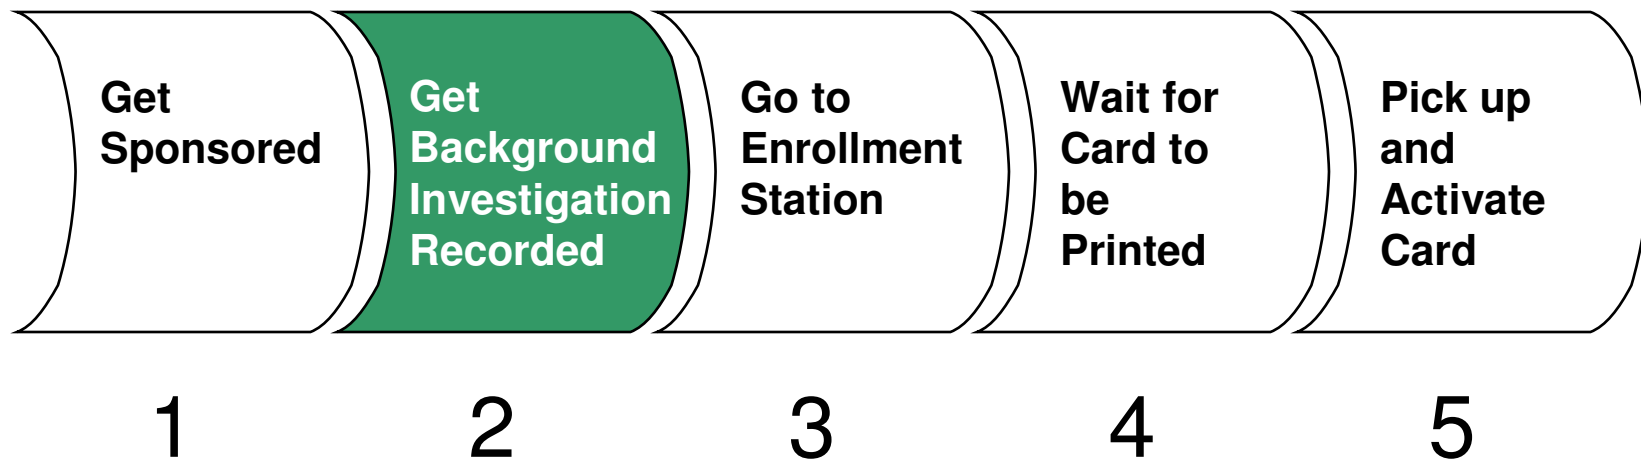 Get
Sponsored
Get
Background
Investigation
Recorded
Go to
Enrollment
Station
Wait for
Card to
be
Printed
Pick up
and
Activate
Card
1
2
3
4
5